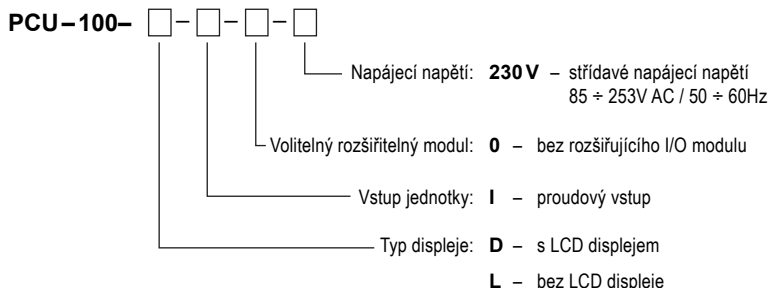 PCU–100– □ – □ – □ – □
Napájecí napětí: 230 V – střídavé napájecí napětí
85 ÷ 253V AC / 50 ÷ 60Hz
Volitelný rozšiřitelný modul: 0 – bez rozšiřujícího I/O modulu
Vstup jednotky: I – proudový vstup
Typ displeje: D – s LCD displejem
L – bez LCD displeje